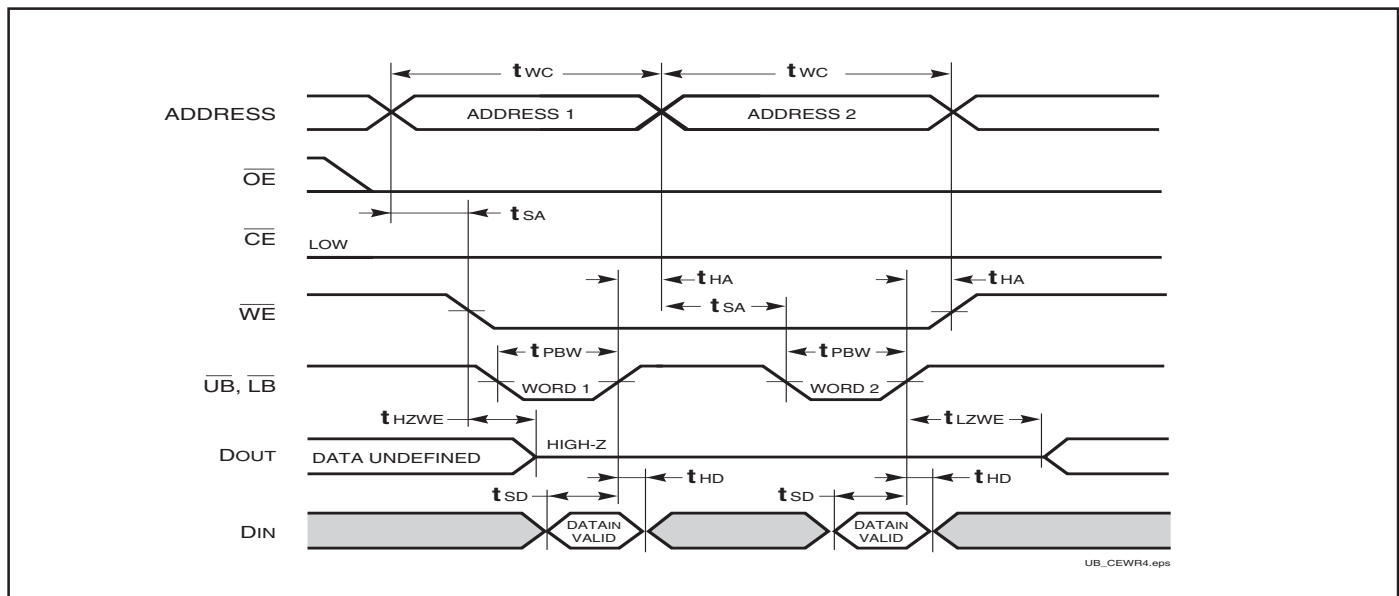 tWC tWC
ADDRESS ADDRESS 1 ADDRESS 2
OE
tSA
CE LOW
tHA tHA
WE tSA
tPBW tPBW
UB, LB WORD 1 WORD 2
tHZWE tLZWE
DOUT DATA UNDEFINED HIGH-Z
tHD tHD
tSD tSD
DIN DATAIN VALID DATAIN VALID
UB_CEWR4.eps